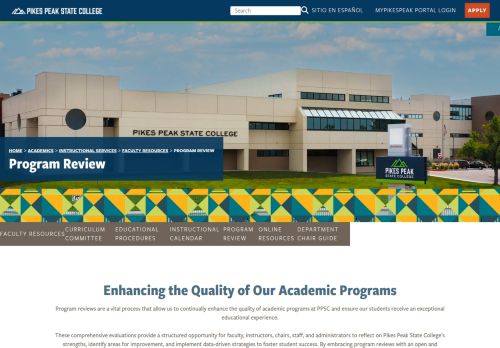 PIKES PEAK STATE COLLEGE
Search
SITIO EN ESPAÑOL
MYPIKESPEAK PORTAL LOGIN
APPLY
PIKES PEAK STATE COLLEGE
PIKES PEAK
STATE COLLEGE
HOME > ACADEMICS > INSTRUCTIONAL SERVICES > FACULTY RESOURCES > PROGRAM REVIEW
Program Review
FACULTY RESOURCES
CURRICULUM
COMMITTEE
EDUCATIONAL
PROCEDURES
INSTRUCTIONAL
CALENDAR
PROGRAM
REVIEW
ONLINE
RESOURCES
DEPARTMENT
CHAIR GUIDE
Enhancing the Quality of Our Academic Programs
Program reviews are a vital process that allow us to continually enhance the quality of academic programs at PPSC and ensure our students receive an exceptional
educational experience.
These comprehensive evaluations provide a structured opportunity for faculty, instructors, chairs, staff, and administrators to reflect on Pikes Peak State College's
strengths, identify areas for improvement, and implement data-driven strategies to foster student success. By embracing program reviews with an open and